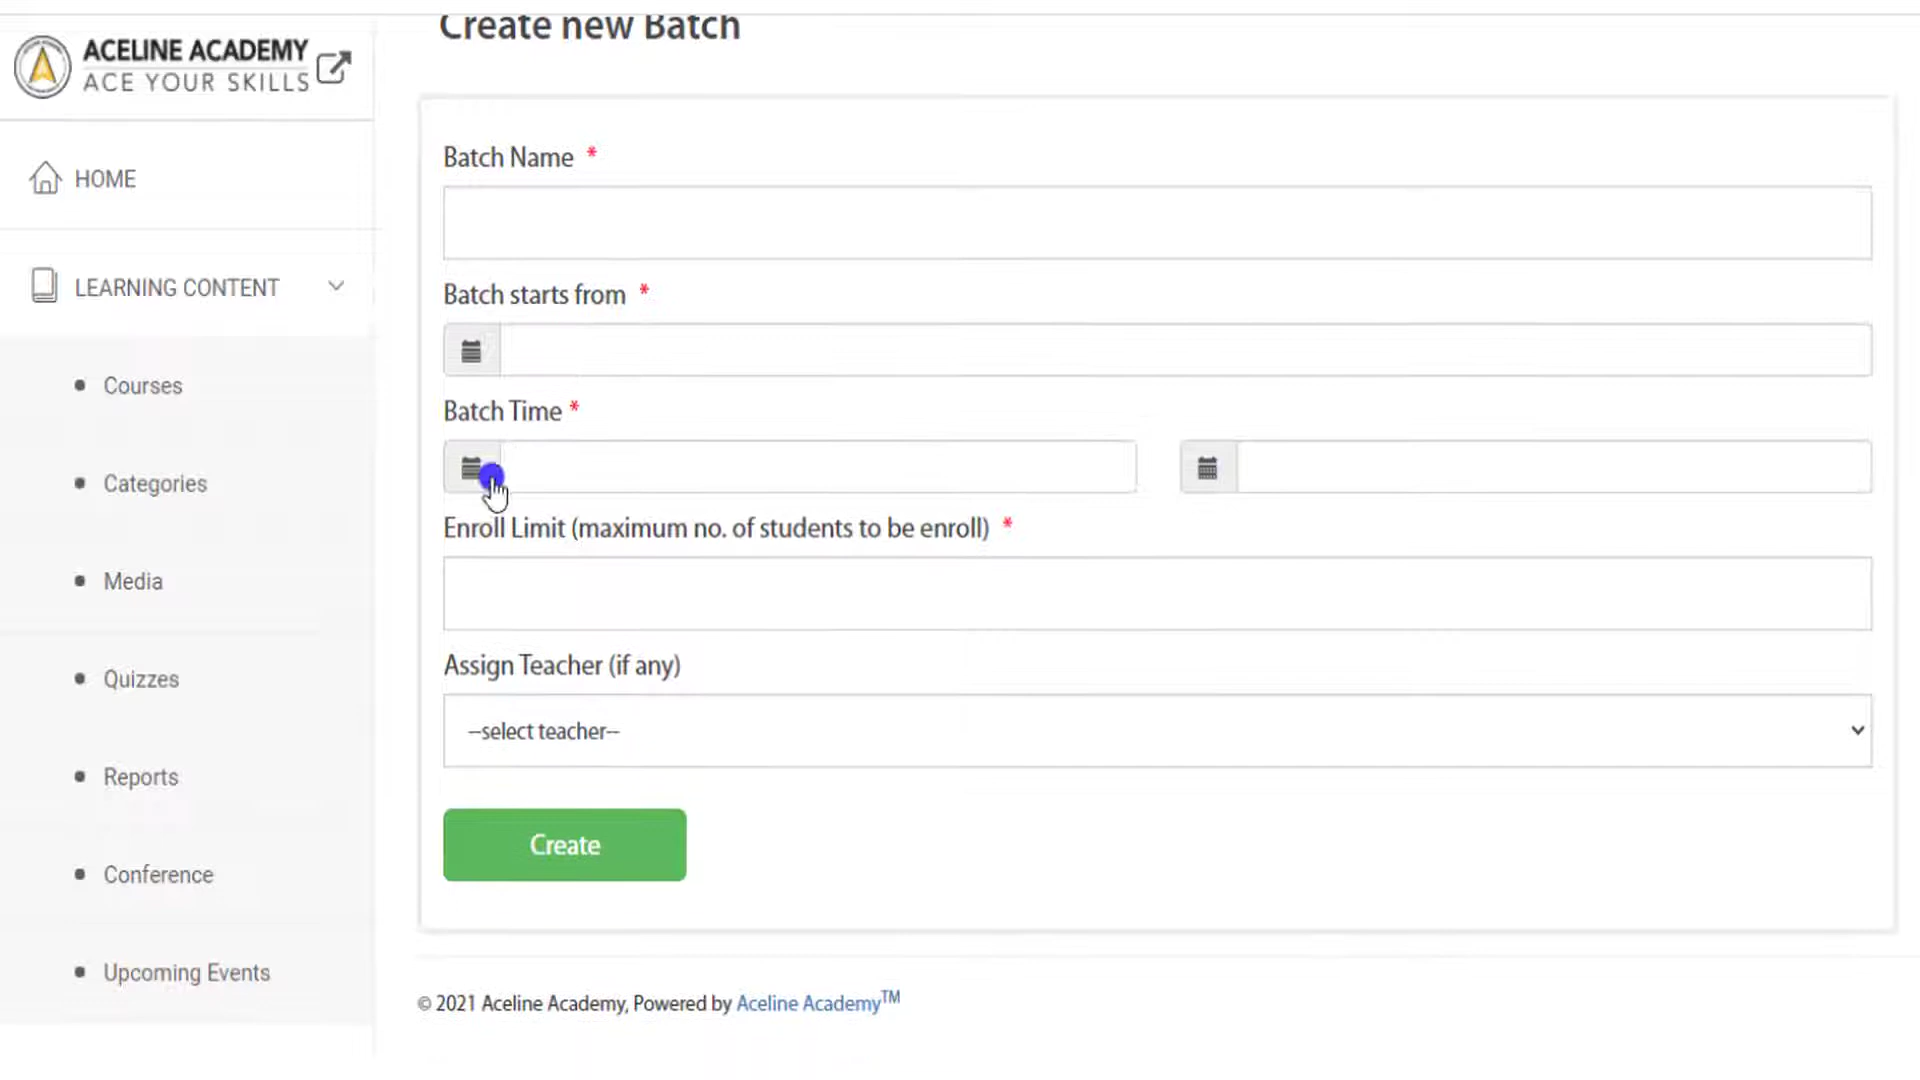 Create new Batch
ACELINE ACADEMY
ACE YOUR SKILLS
HOME
LEARNING CONTENT
Courses
Categories
Media
Quizzes
Reports
Conference
Upcoming Events
Batch Name *
Batch starts from *
Batch Time *
Enroll Limit (maximum no. of students to be enroll) *
Assign Teacher (if any)
--select teacher--
Create
© 2021 Aceline Academy, Powered by Aceline Academy™